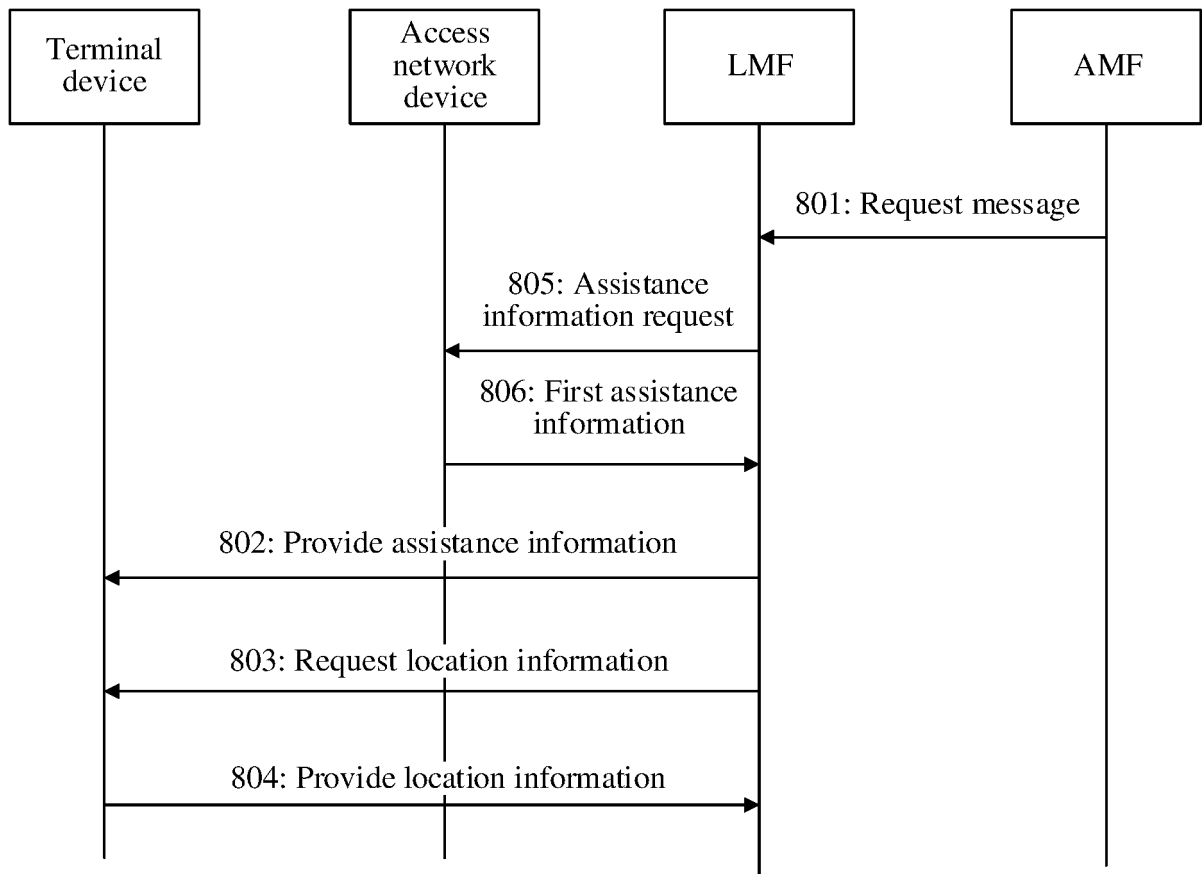 Terminal
device
Access
network
device
LMF
AMF
801: Request message
805: Assistance
information request
806: First assistance
information
802: Provide assistance information
803: Request location information
804: Provide location information